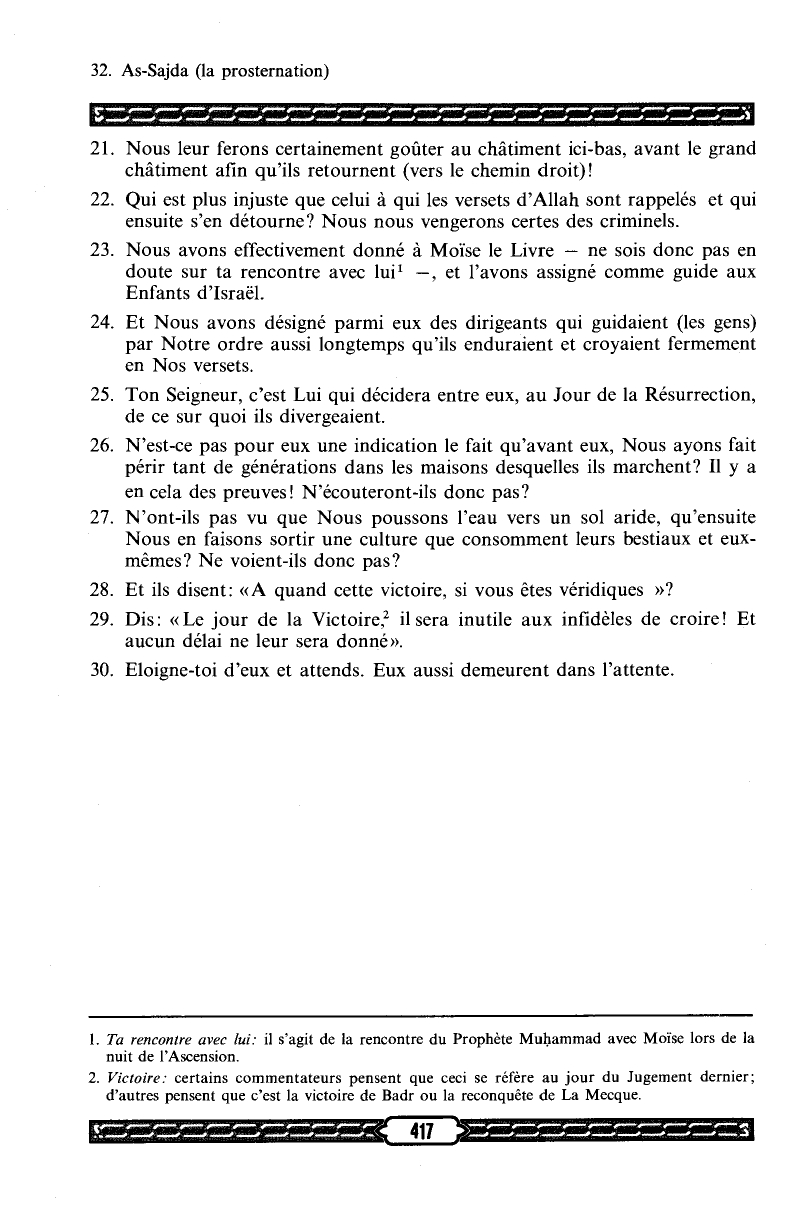 32. As-Sajda (la prosternation)
21. Nous leur ferons certainement goûter au châtiment ici-bas, avant le grand
châtiment afin qu'ils retournent (vers le chemin droit)!
22. Qui est plus injuste que celui à qui les versets d'Allah sont rappelés et qui
ensuite s'en détourne? Nous nous vengerons certes des criminels.
23. Nous avons effectivement donné à Moïse le Livre — ne sois donc pas en
doute sur ta rencontre avec lui¹ —, et l'avons assigné comme guide aux
Enfants d'Israël.
24. Et Nous avons désigné parmi eux des dirigeants qui guidaient (les gens)
par Notre ordre aussi longtemps qu'ils enduraient et croyaient fermement
en Nos versets.
25. Ton Seigneur, c'est Lui qui décidera entre eux, au Jour de la Résurrection,
de ce sur quoi ils divergeaient.
26. N'est-ce pas pour eux une indication le fait qu'avant eux, Nous ayons fait
périr tant de générations dans les maisons desquelles ils marchent? Il y a
en cela des preuves! N'écouteront-ils donc pas?
27. N'ont-ils pas vu que Nous poussons l'eau vers un sol aride, qu'ensuite
Nous en faisons sortir une culture que consomment leurs bestiaux et eux-
mêmes? Ne voient-ils donc pas?
28. Et ils disent: «A quand cette victoire, si vous êtes véridiques »?
29. Dis: «Le jour de la Victoire,² il sera inutile aux infidèles de croire! Et
aucun délai ne leur sera donné».
30. Eloigne-toi d'eux et attends. Eux aussi demeurent dans l'attente.
1. Ta rencontre avec lui: il s'agit de la rencontre du Prophète Muḥammad avec Moïse lors de la
nuit de l'Ascension.
2. Victoire: certains commentateurs pensent que ceci se réfère au jour du Jugement dernier;
d'autres pensent que c'est la victoire de Badr ou la reconquête de La Mecque.
417